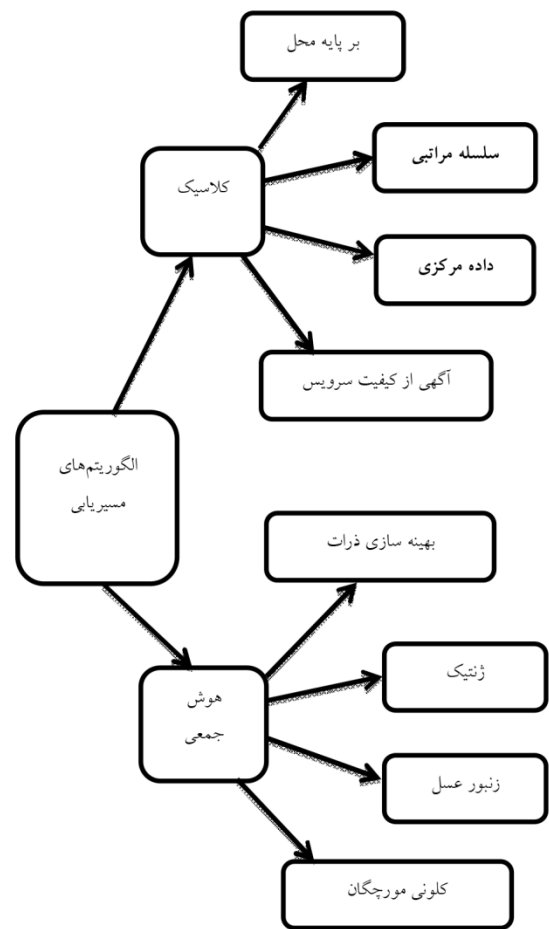 بر پایه محل
سلسله مراتبی
کلاسیک
داده مرکزی
آگهی از کیفیت سرویس
الگوریتم‌های
مسیریابی
بهینه سازی ذرات
ژنتیک
هوش
جمعی
زنبور عسل
کلونی مورچگان